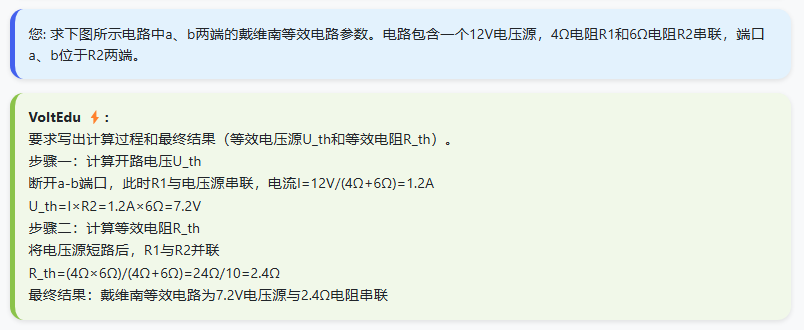 您: 求下图所示电路中a、b两端的戴维南等效电路参数。电路包含一个12V电压源，4Ω电阻R1和6Ω电阻R2串联，端口
a、b位于R2两端。
VoltEdu ⚡:
要求写出计算过程和最终结果（等效电压源U_th和等效电阻R_th）。
步骤一：计算开路电压U_th
断开a-b端口，此时R1与电压源串联，电流I=12V/(4Ω+6Ω)=1.2A
U_th=I×R2=1.2A×6Ω=7.2V
步骤二：计算等效电阻R_th
将电压源短路后，R1与R2并联
R_th=(4Ω×6Ω)/(4Ω+6Ω)=24Ω/10=2.4Ω
最终结果：戴维南等效电路为7.2V电压源与2.4Ω电阻串联